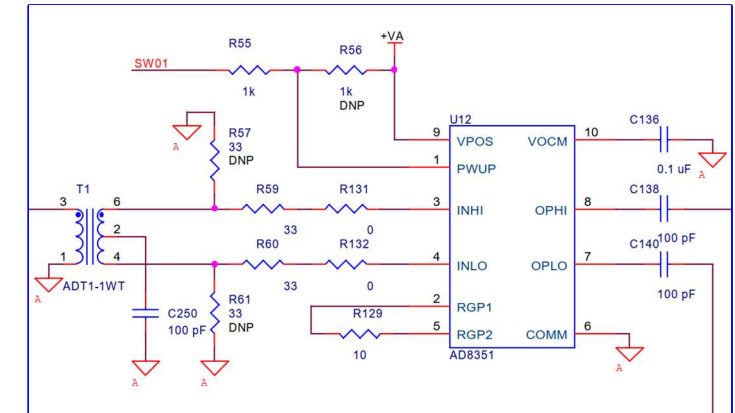 +VA
R55
R56
SW01
1k
1k
DNP
U12
C136
R57
33
DNP
A
9
VPOS
VOCM
10
1
PWUP
0.1 uF
A
T1
R59
R131
C138
3
6
3
INHI
OPHI
8
33
0
100 pF
2
R60
R132
C140
1
4
4
INLO
OPLO
7
A
ADT1-1WT
33
0
100 pF
C250
100 pF
R61
33
DNP
2
RGP1
R129
5
RGP2
COMM
6
10
AD8351
A
A
A